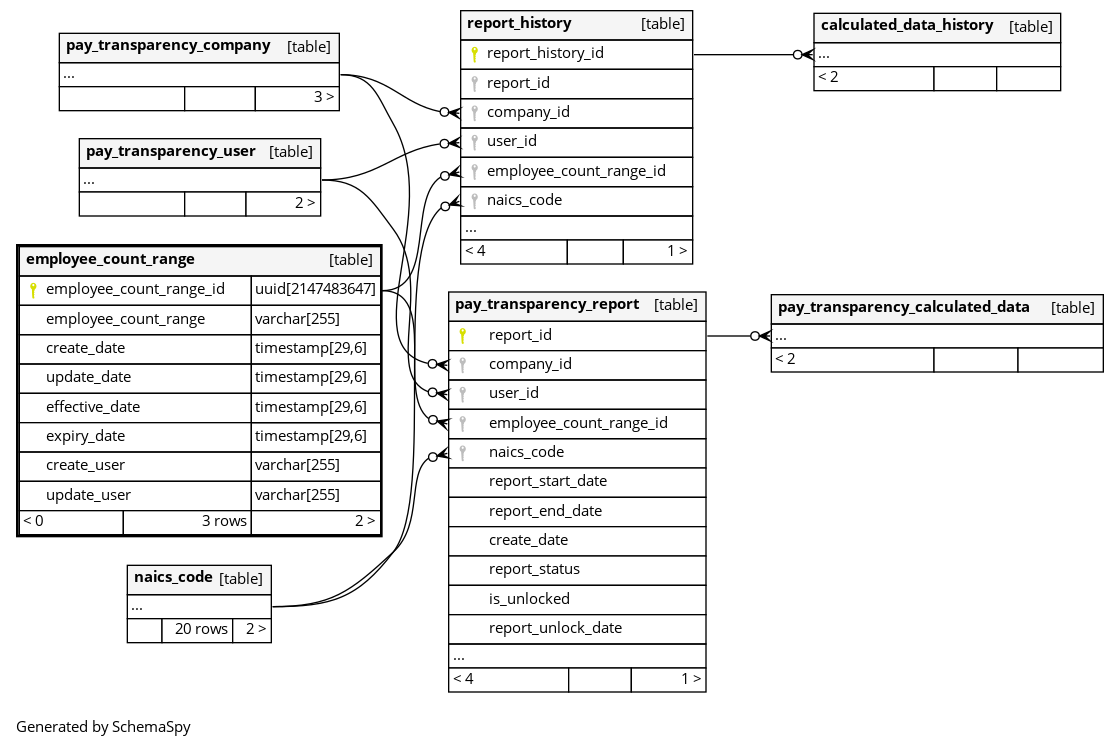 pay_transparency_company [table]
...
3 >
pay_transparency_user [table]
...
2 >
employee_count_range [table]
employee_count_range_id uuid[2147483647]
employee_count_range varchar[255]
create_date timestamp[29,6]
update_date timestamp[29,6]
effective_date timestamp[29,6]
expiry_date timestamp[29,6]
create_user varchar[255]
update_user varchar[255]
< 0 3 rows 2 >
naics_code [table]
...
20 rows 2 >
report_history [table]
report_history_id
report_id
company_id
user_id
employee_count_range_id
naics_code
...
< 4 1 >
pay_transparency_report [table]
report_id
company_id
user_id
employee_count_range_id
naics_code
report_start_date
report_end_date
create_date
report_status
is_unlocked
report_unlock_date
...
< 4 1 >
calculated_data_history [table]
...
< 2
pay_transparency_calculated_data [table]
...
< 2
Generated by SchemaSpy